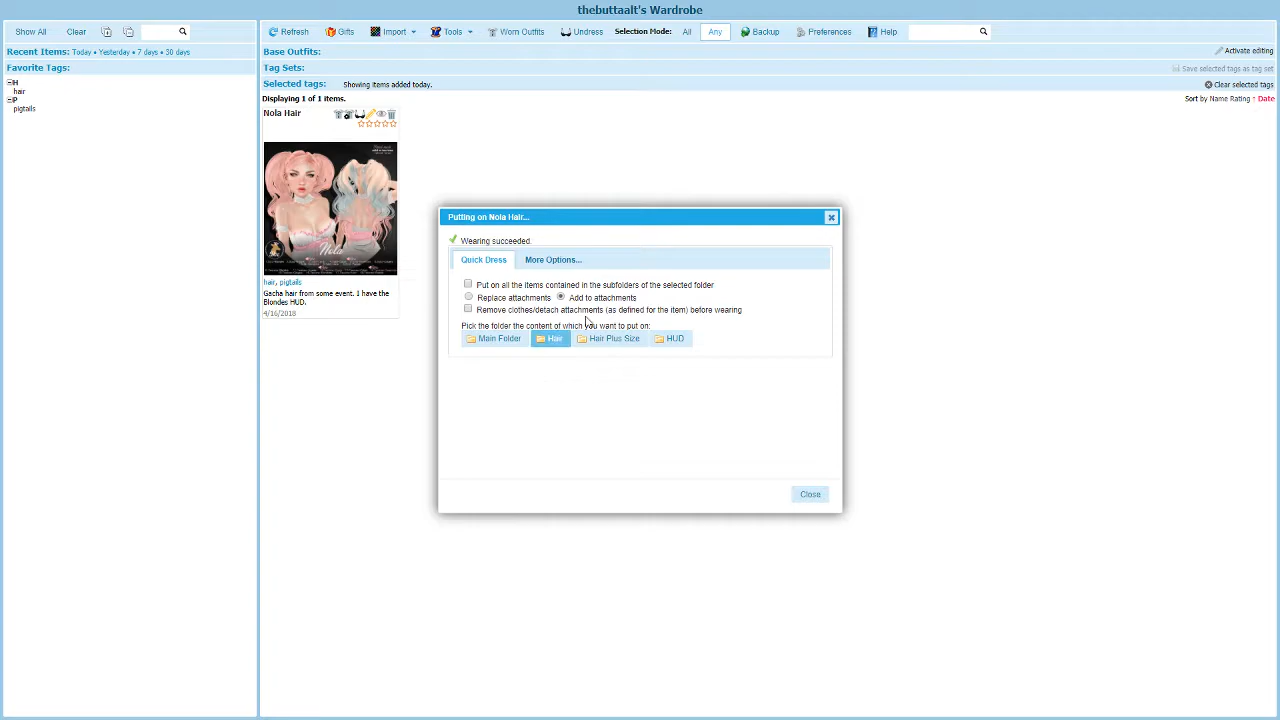 thebuttaalt's Wardrobe
Show All Clear
Refresh Gifts Import Tools Worn Outfits Undress Selection Mode: All Any Backup Preferences Help
Recent Items: Today • Yesterday • 7 days • 30 days
Base Outfits: Activate editing
Favorite Tags:
Tag Sets: Save selected tags as tag set
H
hair
P
pigtails
Selected tags: Showing items added today. Clear selected tags
Displaying 1 of 1 items. Sort by Name Rating ↑ Date
Nola Hair
Nola
hair, pigtails
Gacha hair from some event. I have the
Blondes HUD.
4/16/2018
Putting on Nola Hair...
Wearing succeeded.
Quick Dress More Options...
Put on all the items contained in the subfolders of the selected folder
Replace attachments Add to attachments
Remove clothes/detach attachments (as defined for the item) before wearing
Pick the folder the content of which you want to put on:
Main Folder Hair Hair Plus Size HUD
Close